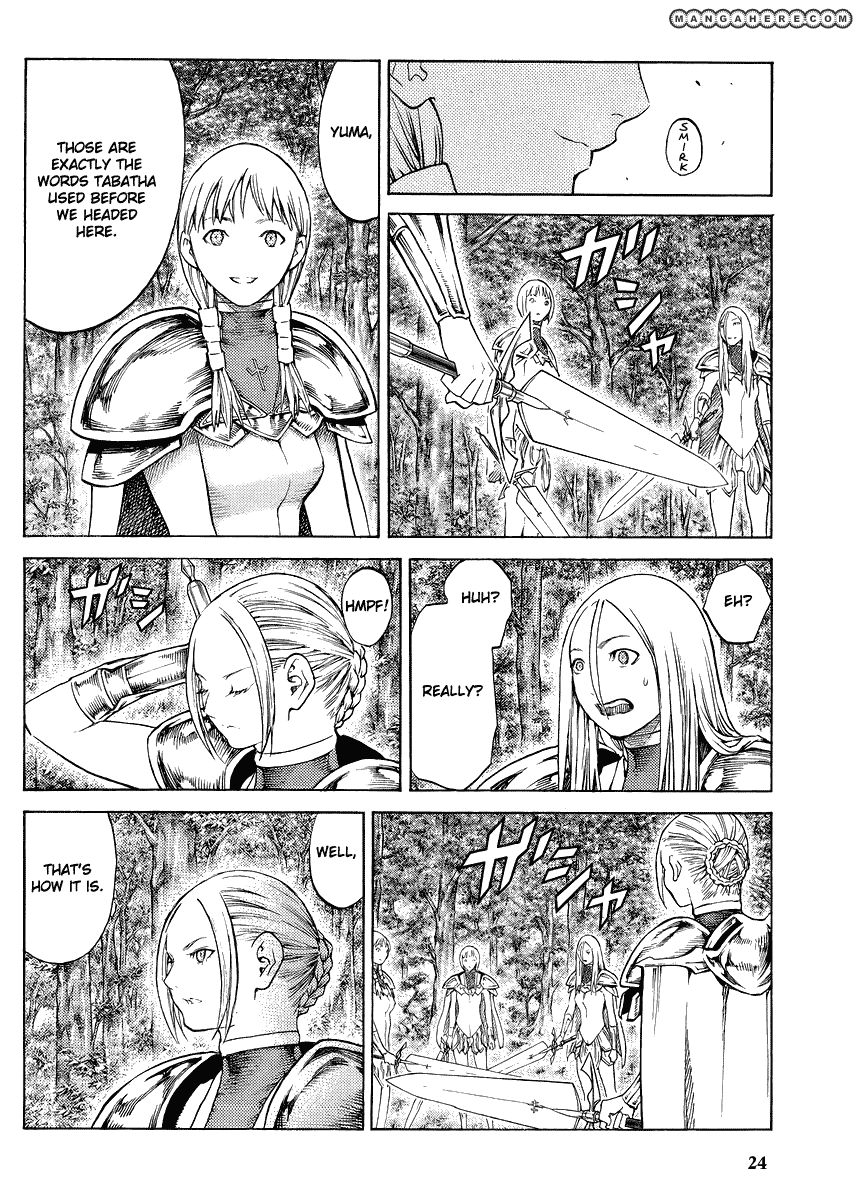 MANGAHERE.COM
SMIRK
ガシャ
YUMA,
THOSE ARE
EXACTLY THE
WORDS TABATHA
USED BEFORE
WE HEADED
HERE.
EH?
HUH?
REALLY?
HMPF!
ガシン
ガシャ
WELL,
THAT'S
HOW IT IS.
24